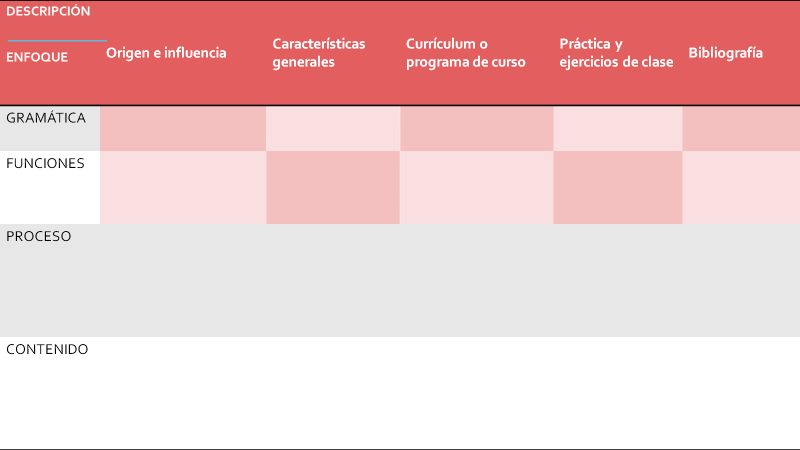 DESCRIPCIÓN
ENFOQUE
Origen e influencia
Características
generales
Currículum o
programa de curso
Práctica y
ejercicios de clase
Bibliografía
GRAMÁTICA
FUNCIONES
PROCESO
CONTENIDO